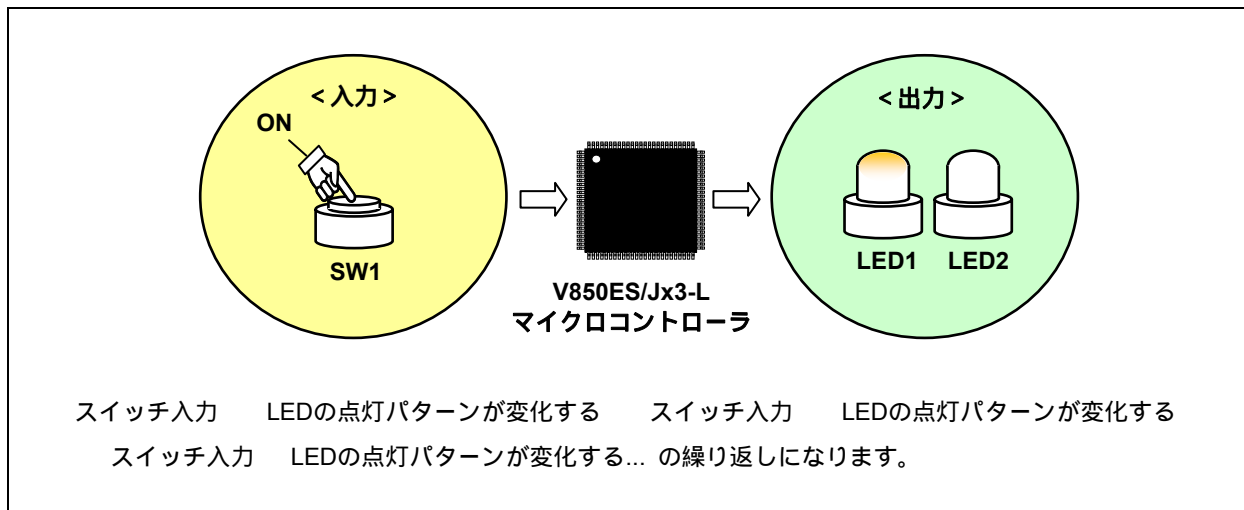 <入力>
ON
SW1
V850ES/Jx3-L
マイクロコントローラ
<出力>
LED1 LED2
スイッチ入力 LEDの点灯パターンが変化する スイッチ入力 LEDの点灯パターンが変化する
スイッチ入力 LEDの点灯パターンが変化する... の繰り返しになります。